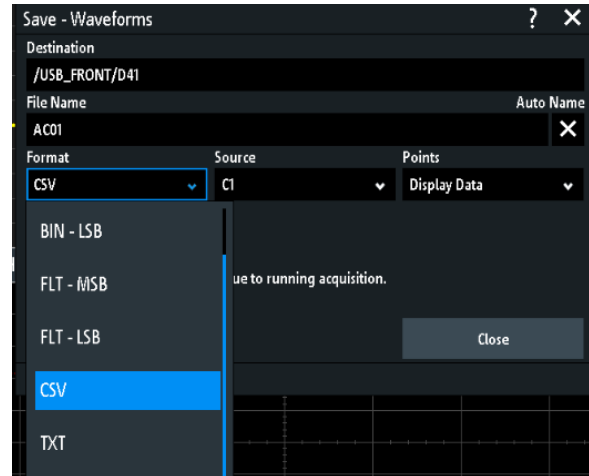 Save - Waveforms ? ×
Destination
/USB_FRONT/D41
File Name Auto Name
AC01 ×
Format Source Points
CSV C1 Display Data
BIN - LSB
FLT - MSB
ue to running acquisition.
FLT - LSB
Close
CSV
TXT